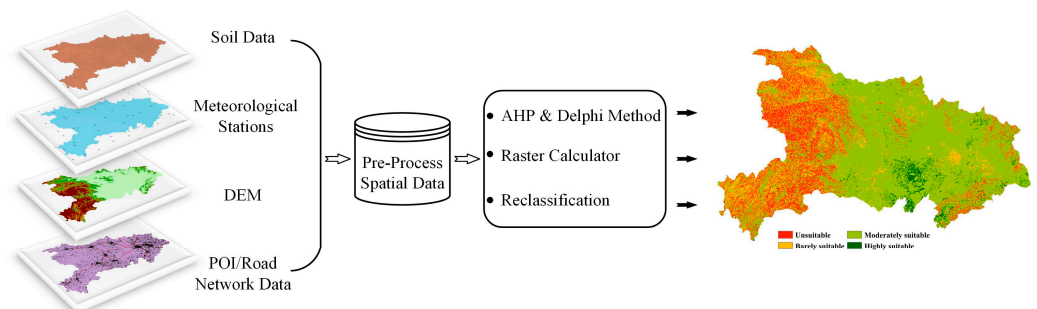 Soil Data
Meteorological
Stations
DEM
POI/Road
Network Data
Pre-Process
Spatial Data
• AHP & Delphi Method
• Raster Calculator
• Reclassification
Unsuitable
Moderately suitable
Rarely suitable
Highly suitable